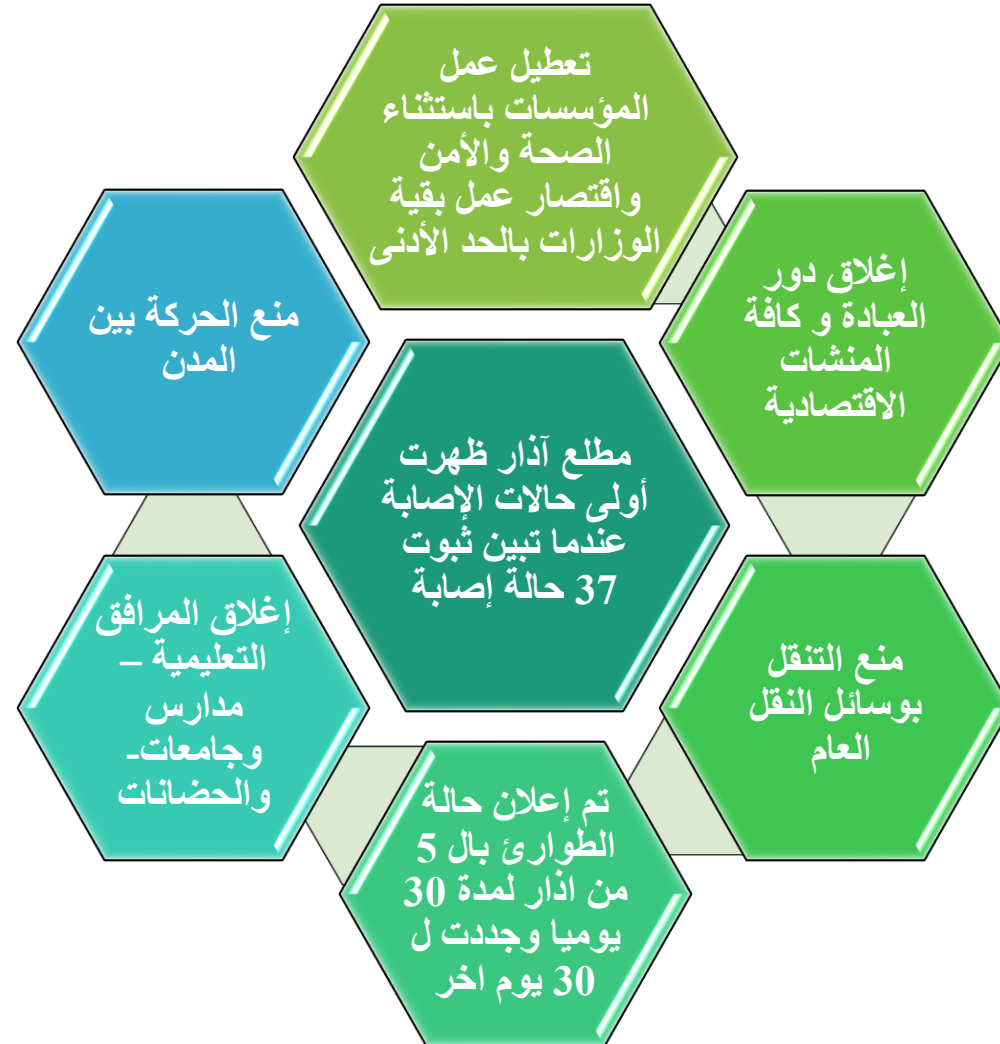 تعطيل عمل
المؤسسات باستثناء
الصحة والأمن
واقتصار عمل بقية
الوزارات بالحد الأدنى
إغلاق دور
العبادة و كافة
المنشات
الاقتصادية
منع الحركة بين
المدن
مطلع آذار ظهرت
أولى حالات الإصابة
عندما تبين ثبوت
37 حالة إصابة
إغلاق المرافق
التعليمية –
مدارس
وجامعات-
والحضانات
منع التنقل
بوسائل النقل
العام
تم إعلان حالة
الطوارئ بال 5
من اذار لمدة 30
يوميا وجددت ل
30 يوم اخر